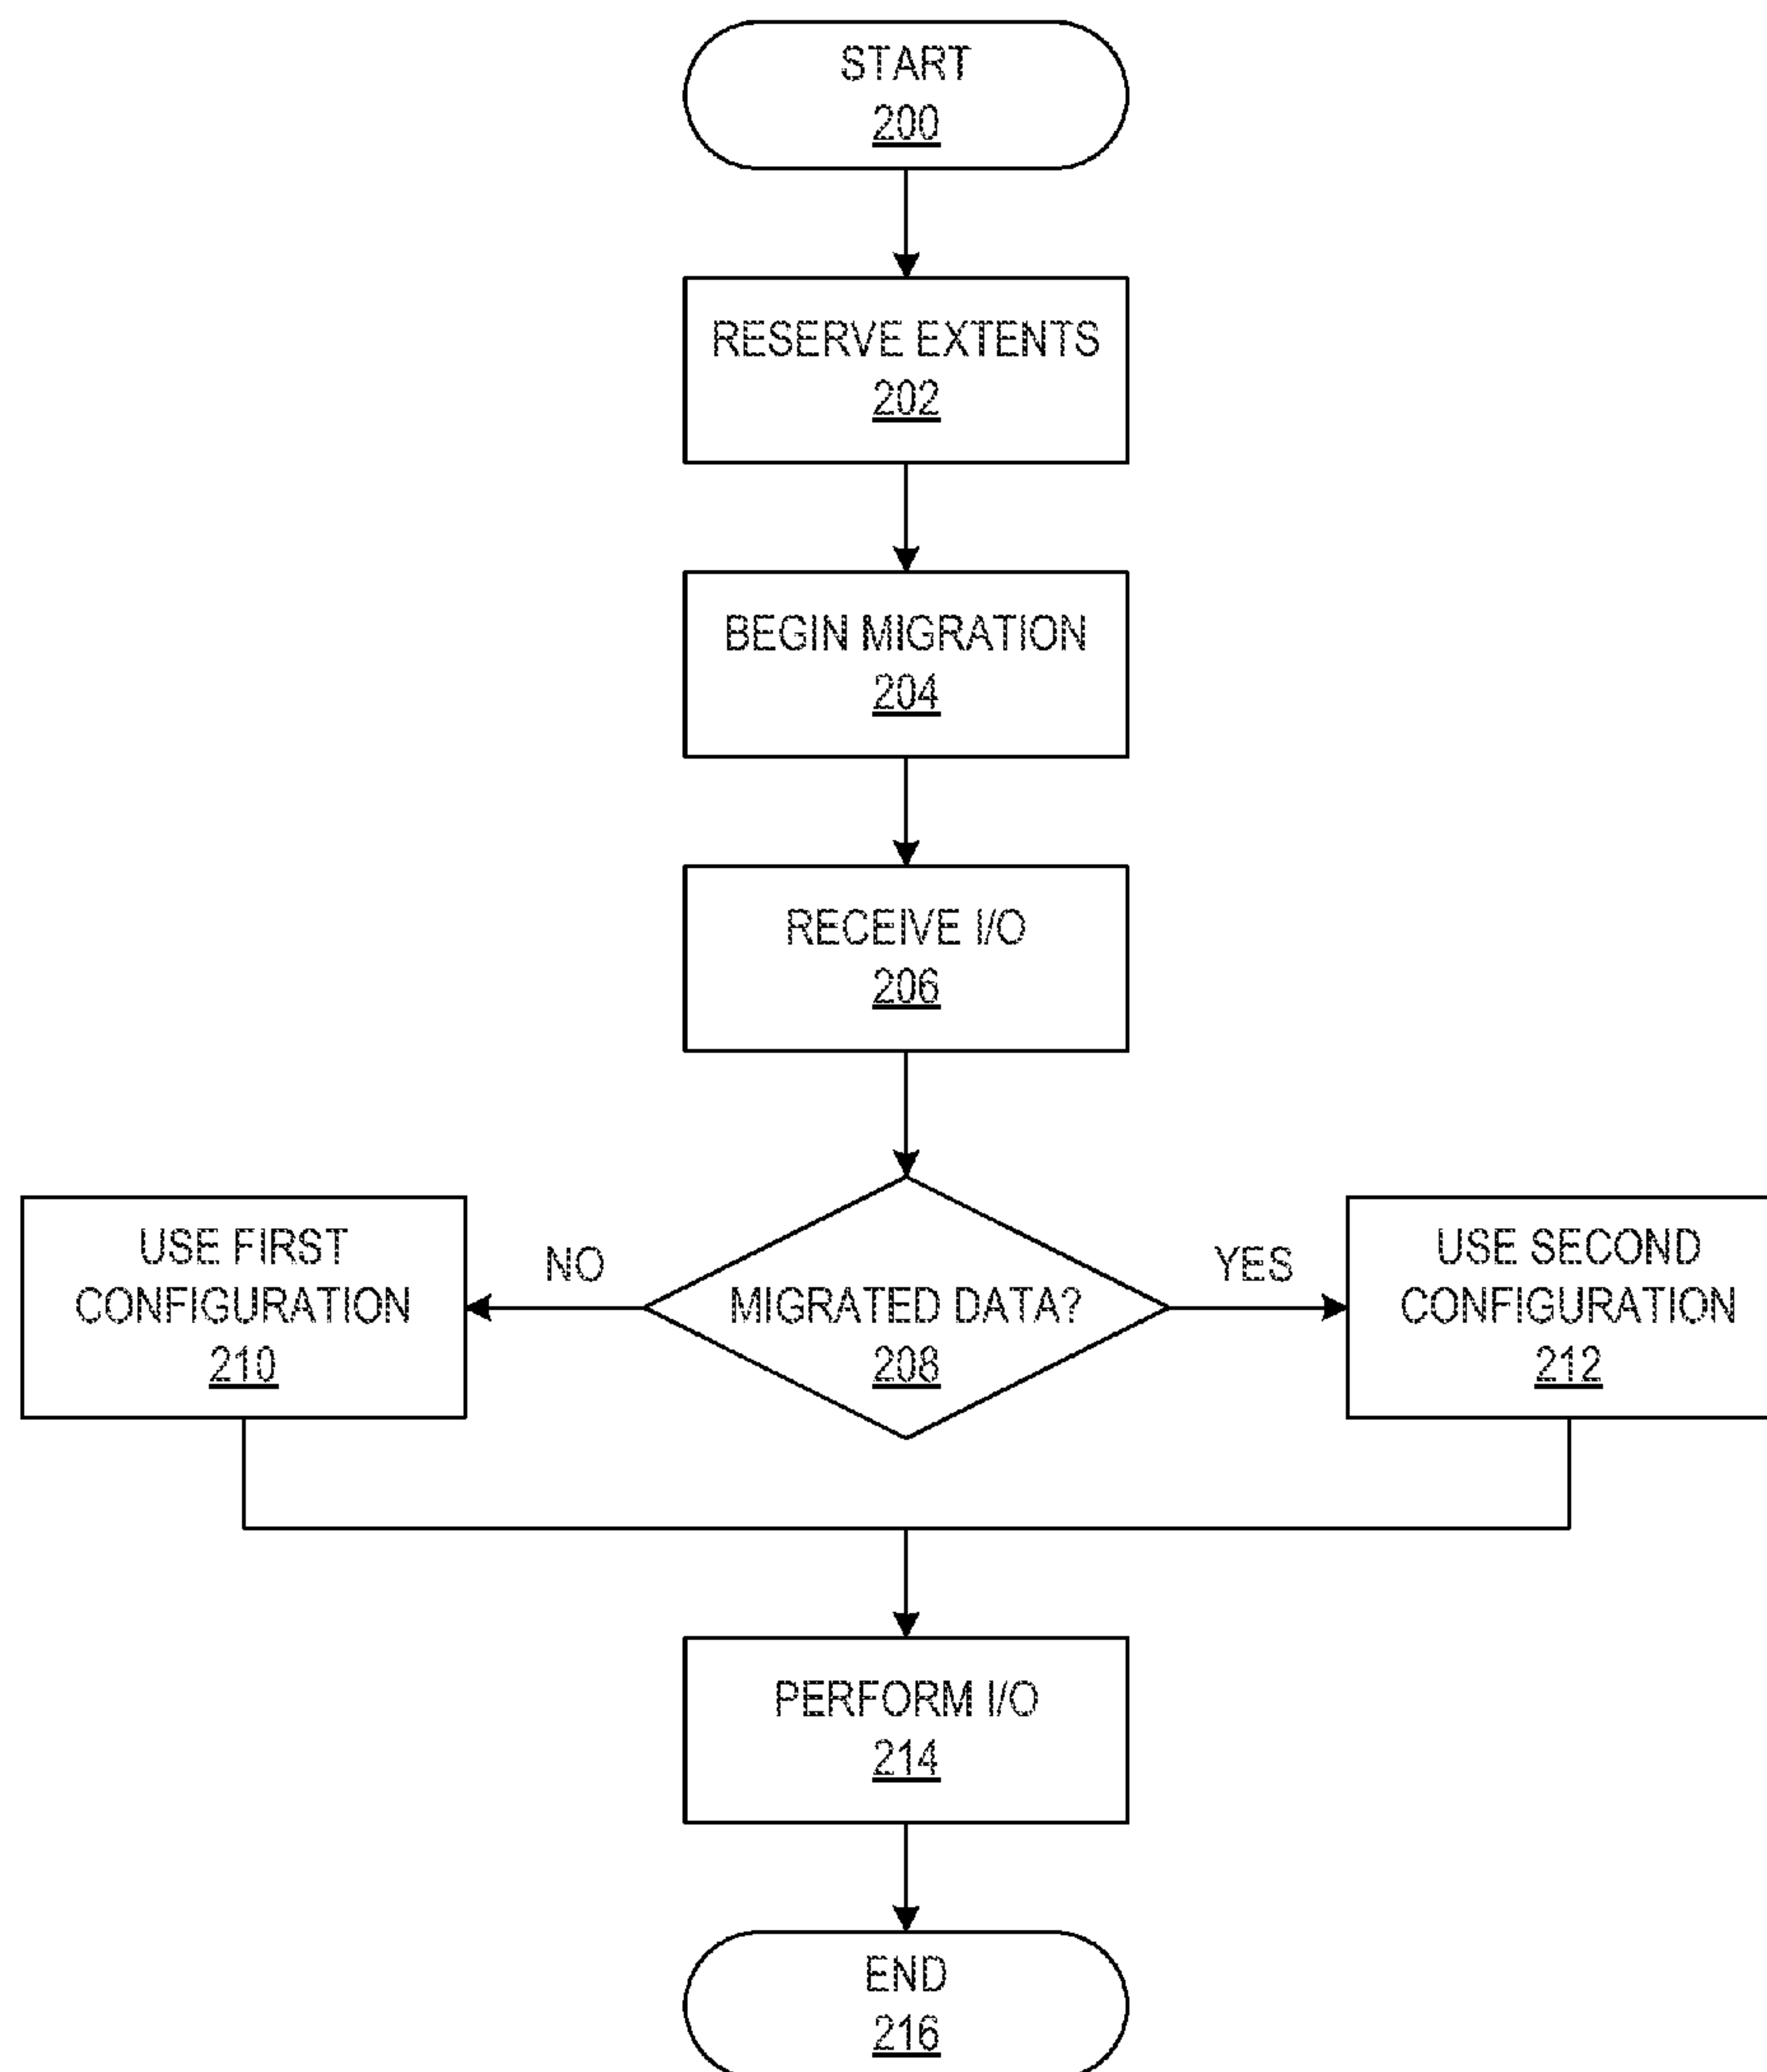 START
200
RESERVE EXTENTS
202
BEGIN MIGRATION
204
RECEIVE I/O
206
USE FIRST
CONFIGURATION
210
NO
MIGRATED DATA?
208
YES
USE SECOND
CONFIGURATION
212
PERFORM I/O
214
END
216